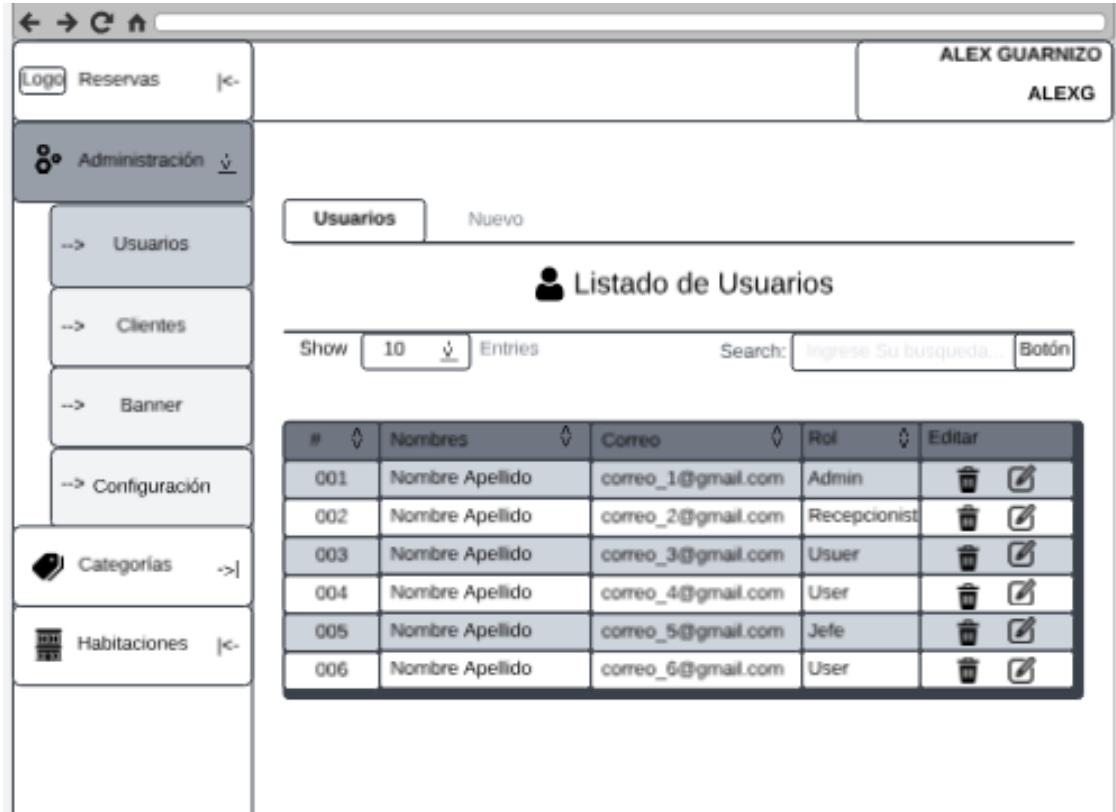 ALEX GUARNIZO
Logo Reservas |<-
ALEXG
Administración
Usuarios Nuevo
--> Usuarios
Listado de Usuarios
--> Clientes
Show 10 Entries Search: Ingrese Su busqueda... Botón
--> Banner
# Nombres Correo Rol Editar
001 Nombre Apellido correo_1@gmail.com Admin
--> Configuración
002 Nombre Apellido correo_2@gmail.com Recepcionist
003 Nombre Apellido correo_3@gmail.com Usuer
Categorías ->|
004 Nombre Apellido correo_4@gmail.com User
005 Nombre Apellido correo_5@gmail.com Jefe
Habitaciones |<-
006 Nombre Apellido correo_6@gmail.com User